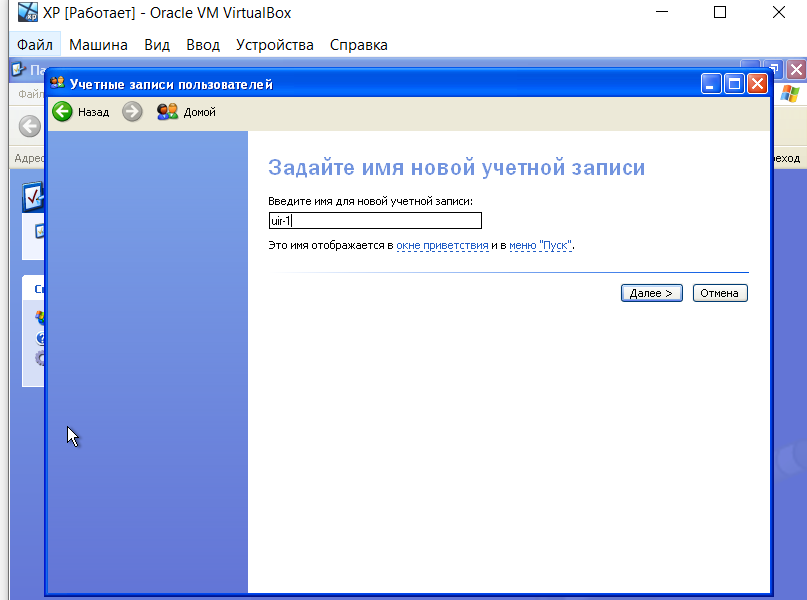 XP [Работает] - Oracle VM VirtualBox
Файл Машина Вид Ввод Устройства Справка
Учетные записи пользователей
Файл
Назад Домой
Адрес
Задайте имя новой учетной записи
Введите имя для новой учетной записи:
uir-1
Это имя отображается в окне приветствия и в меню "Пуск".
Далее > Отмена